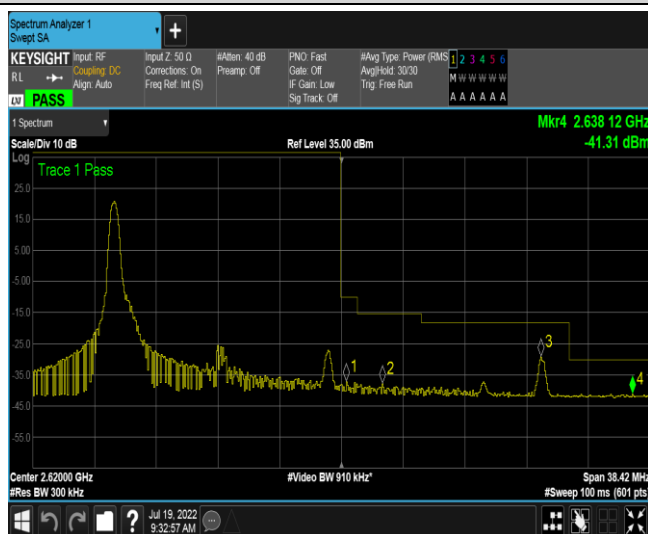 Spectrum Analyzer 1
Swept SA
+
KEYSIGHT Input: RF Input Z: 50 Ω #Atten: 40 dB PNO: Fast #Avg Type: Power (RMS 1 2 3 4 5 6
RL Coupling: DC Corrections: On Preamp: Off Gate: Off Avg|Hold: 30/30 M W W W W W
Align: Auto Freq Ref: Int (S) IF Gain: Low Trig: Free Run
LXI PASS Sig Track: Off A A A A A A
1 Spectrum Mkr4 2.638 12 GHz
Scale/Div 10 dB Ref Level 35.00 dBm -41.31 dBm
Log
Trace 1 Pass
25.0
15.0
5.00
-5.00
-15.0
-25.0
3
1 2
-35.0
4
-45.0
-55.0
Center 2.62000 GHz #Video BW 910 kHz* Span 38.42 MHz
#Res BW 300 kHz #Sweep 100 ms (601 pts)
? Jul 19, 2022
9:32:57 AM